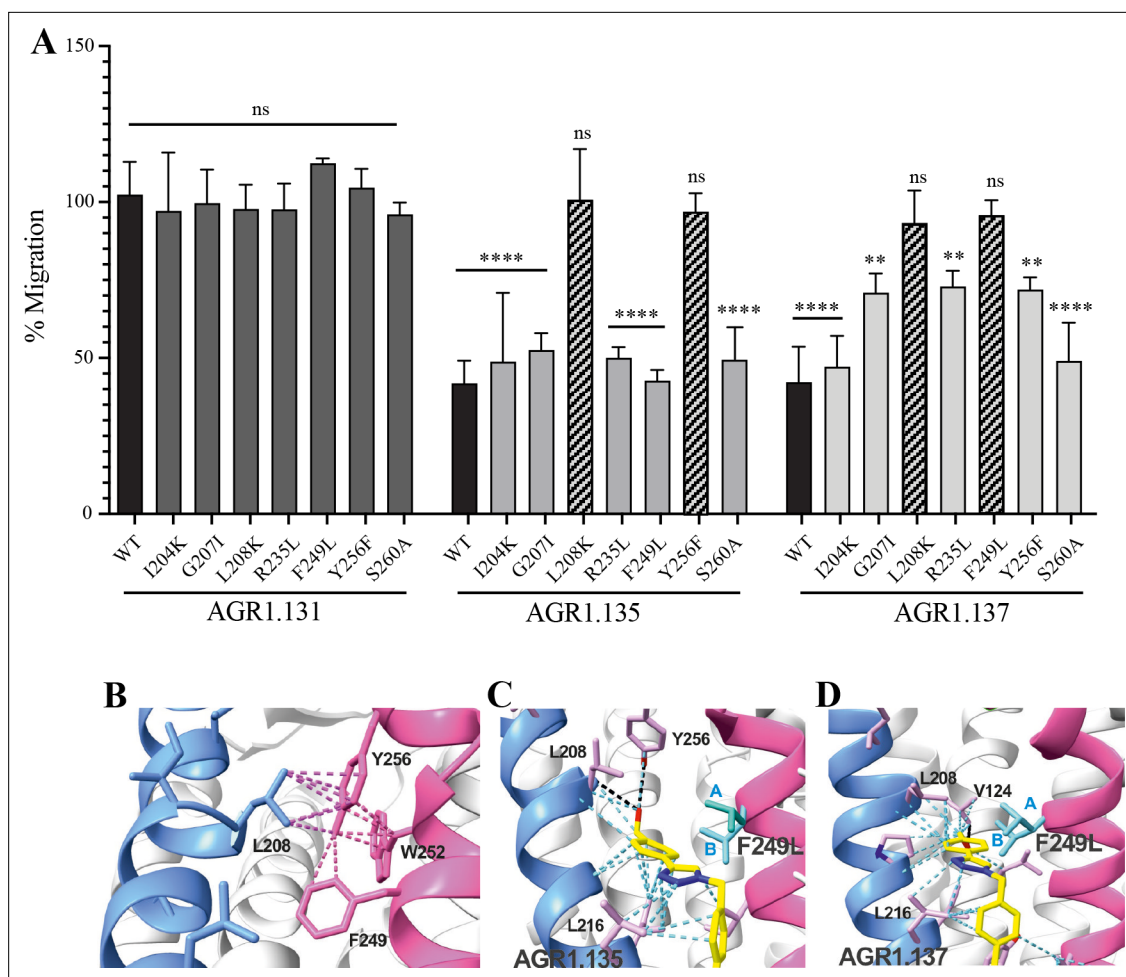 A
150
100
50
0
% Migration
ns
**** ns **** ns ****
**** ** ns ** ns ** ****
WT I204K G207I L208K R235L F249L Y256F S260A
WT I204K G207I L208K R235L F249L Y256F S260A
WT I204K G207I L208K R235L F249L Y256F S260A
AGR1.131 AGR1.135 AGR1.137
B
Y256
L208
W252
F249
C
L208
Y256
A
B
F249L
L216
AGR1.135
D
L208
V124
A
B
F249L
L216
AGR1.137